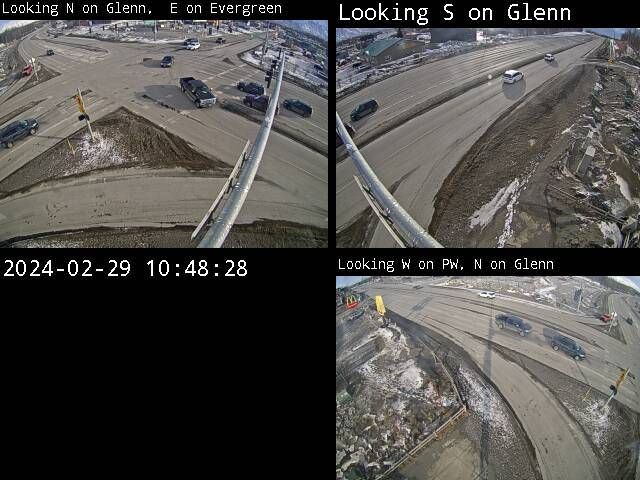 Looking N on Glenn,  E on Evergreen
Looking S on Glenn
2024-02-29 10:48:28
Looking W on PW, N on Glenn